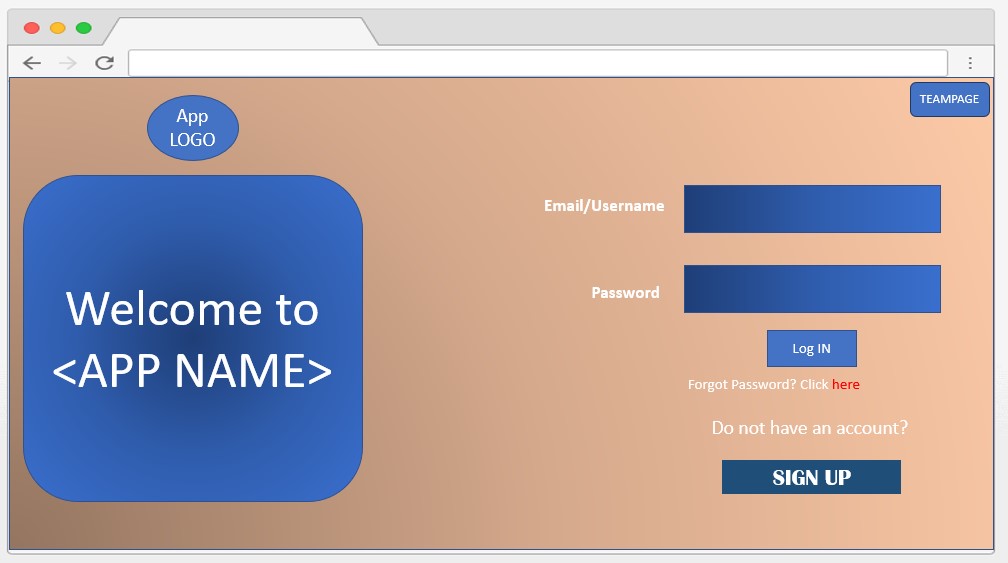 App
LOGO
TEAMPAGE
Welcome to
<APP NAME>
Email/Username
Password
Log IN
Forgot Password? Click here
Do not have an account?
SIGN UP